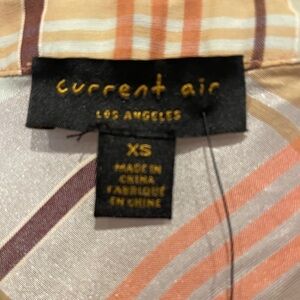 current air
LOS ANGELES
XS
MADE IN
CHINA
FABRIQUÉ
EN CHINE